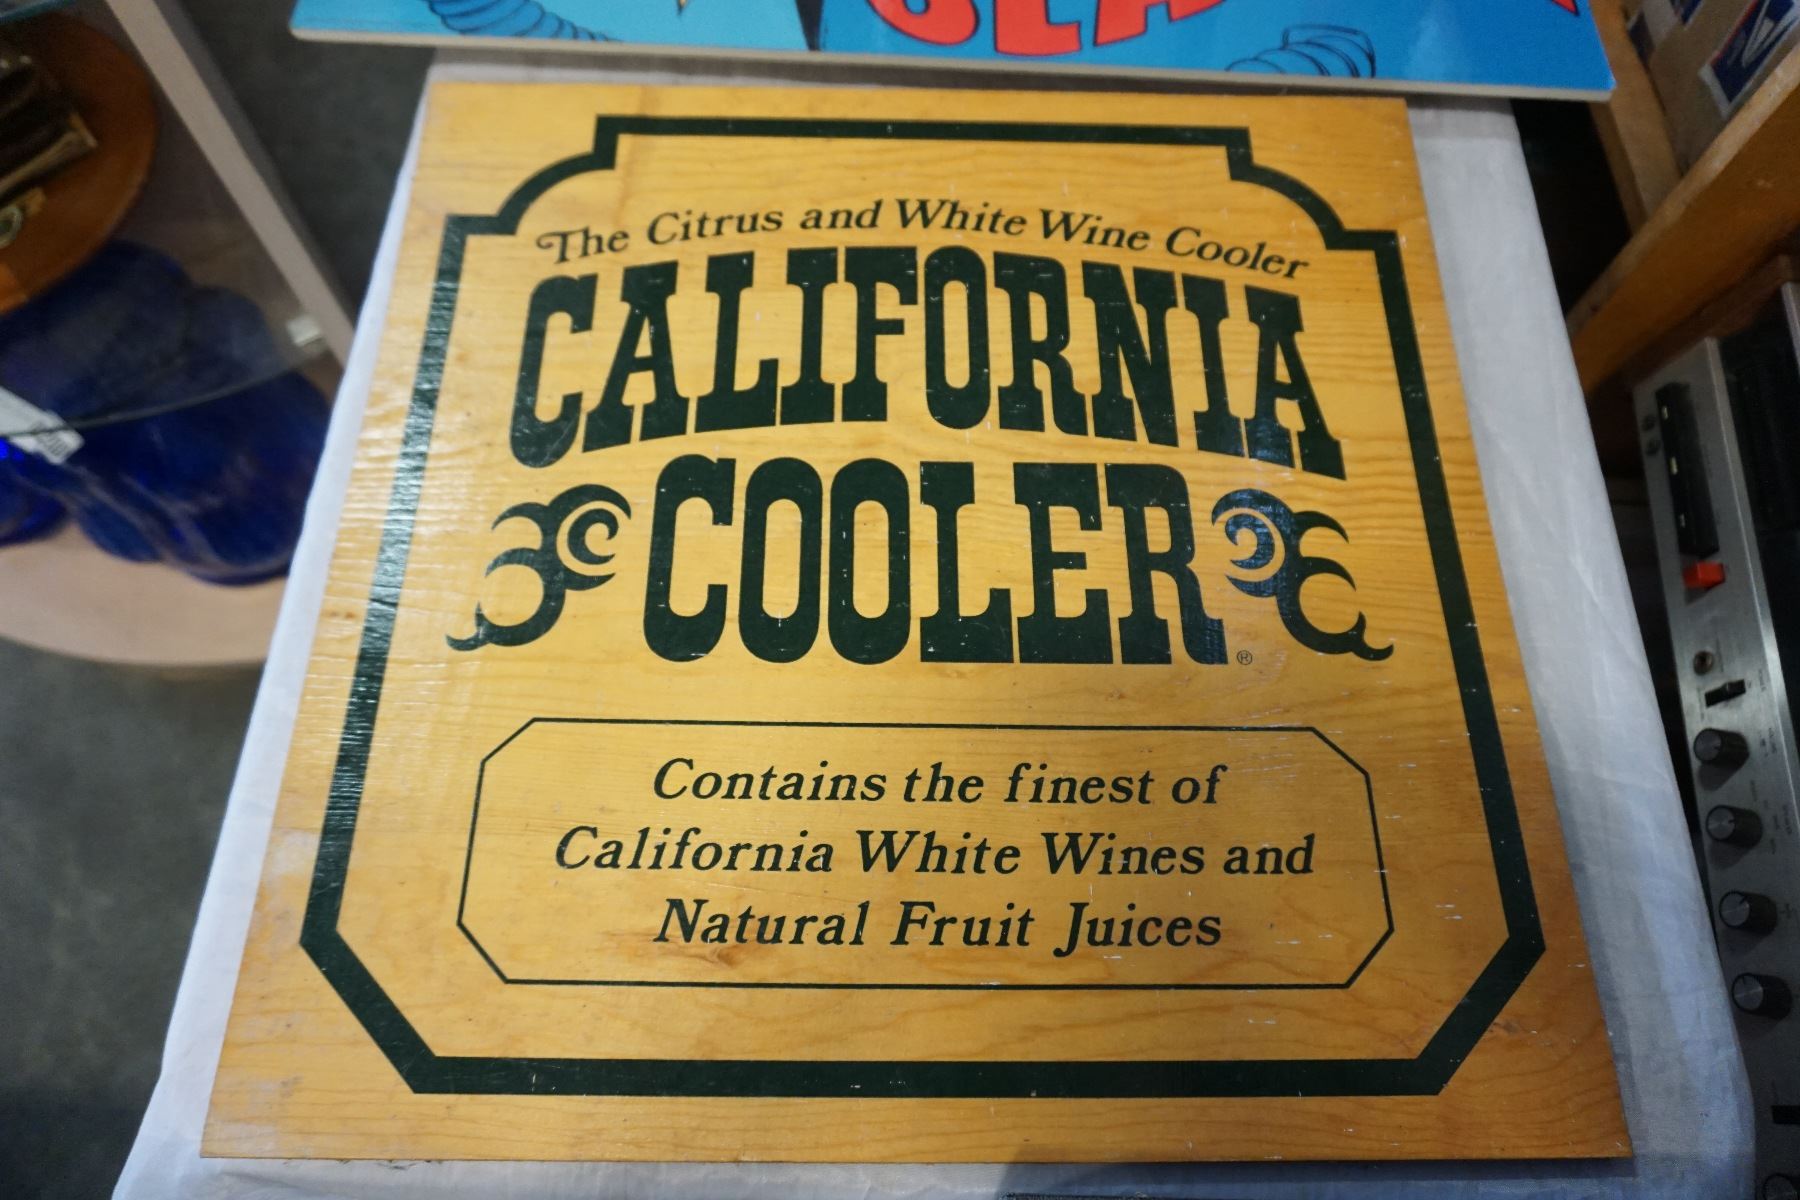 The Citrus and White Wine Cooler
CALIFORNIA
COOLER®
Contains the finest of
California White Wines and
Natural Fruit Juices